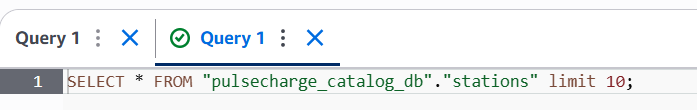 Query 1 Query 1
1 SELECT * FROM "pulsecharge_catalog_db"."stations" limit 10;